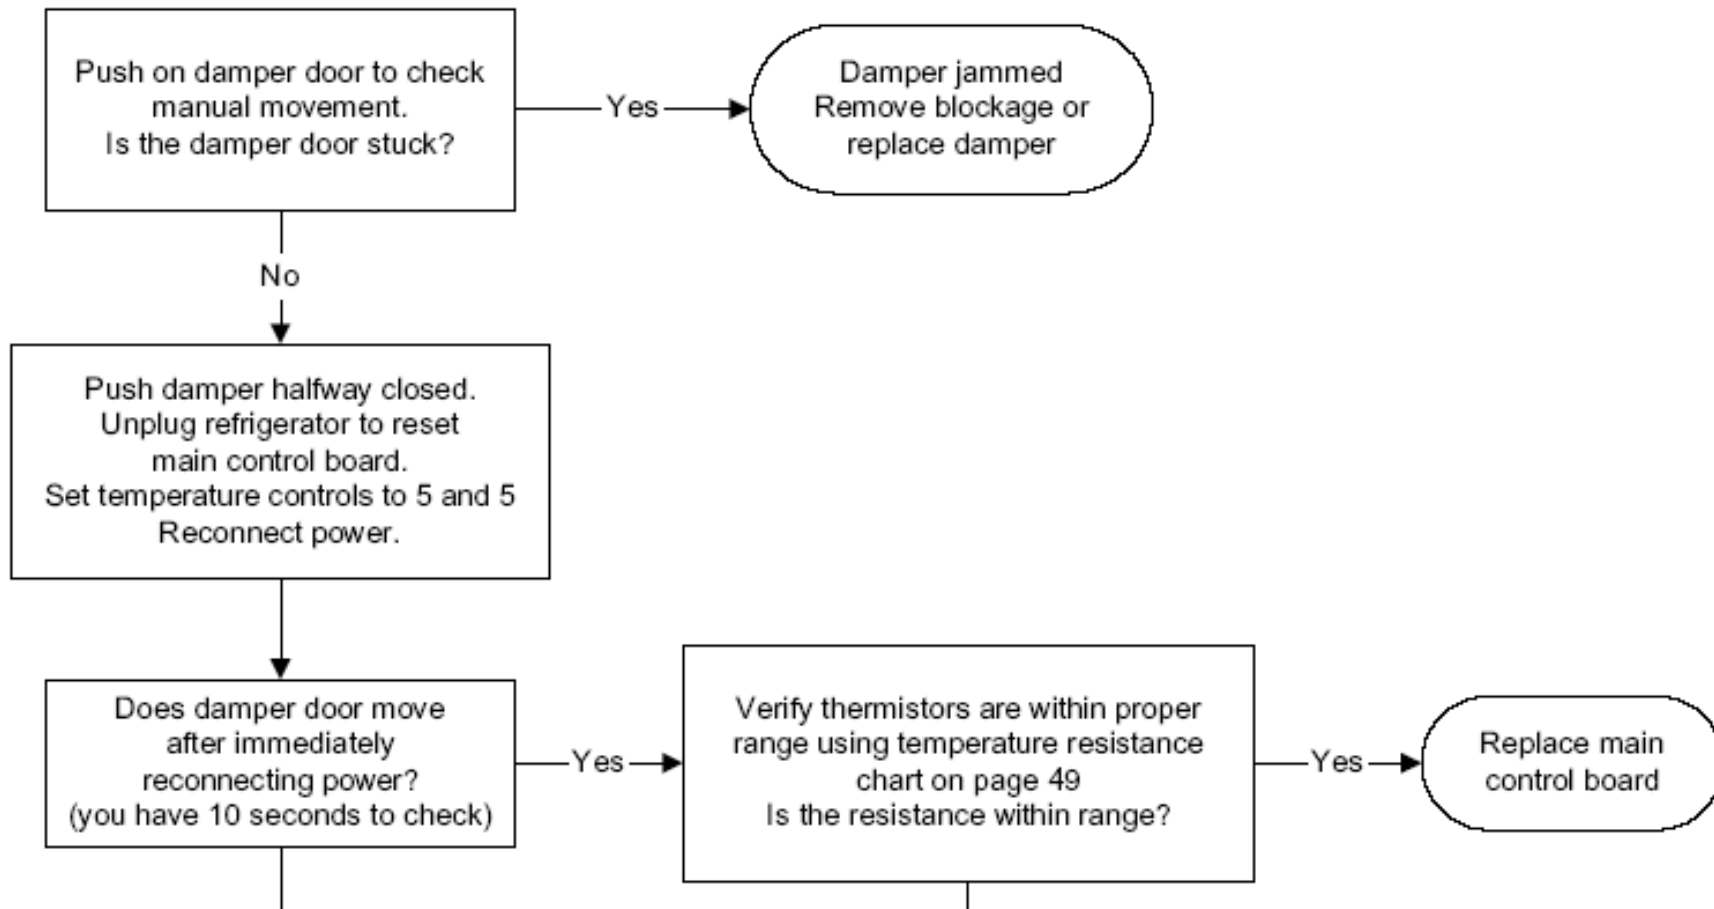 Push on damper door to check
manual movement.
Is the damper door stuck?
Yes
Damper jammed
Remove blockage or
replace damper
No
Push damper halfway closed.
Unplug refrigerator to reset
main control board.
Set temperature controls to 5 and 5
Reconnect power.
Does damper door move
after immediately
reconnecting power?
(you have 10 seconds to check)
Yes
Verify thermistors are within proper
range using temperature resistance
chart on page 49
Is the resistance within range?
Yes
Replace main
control board